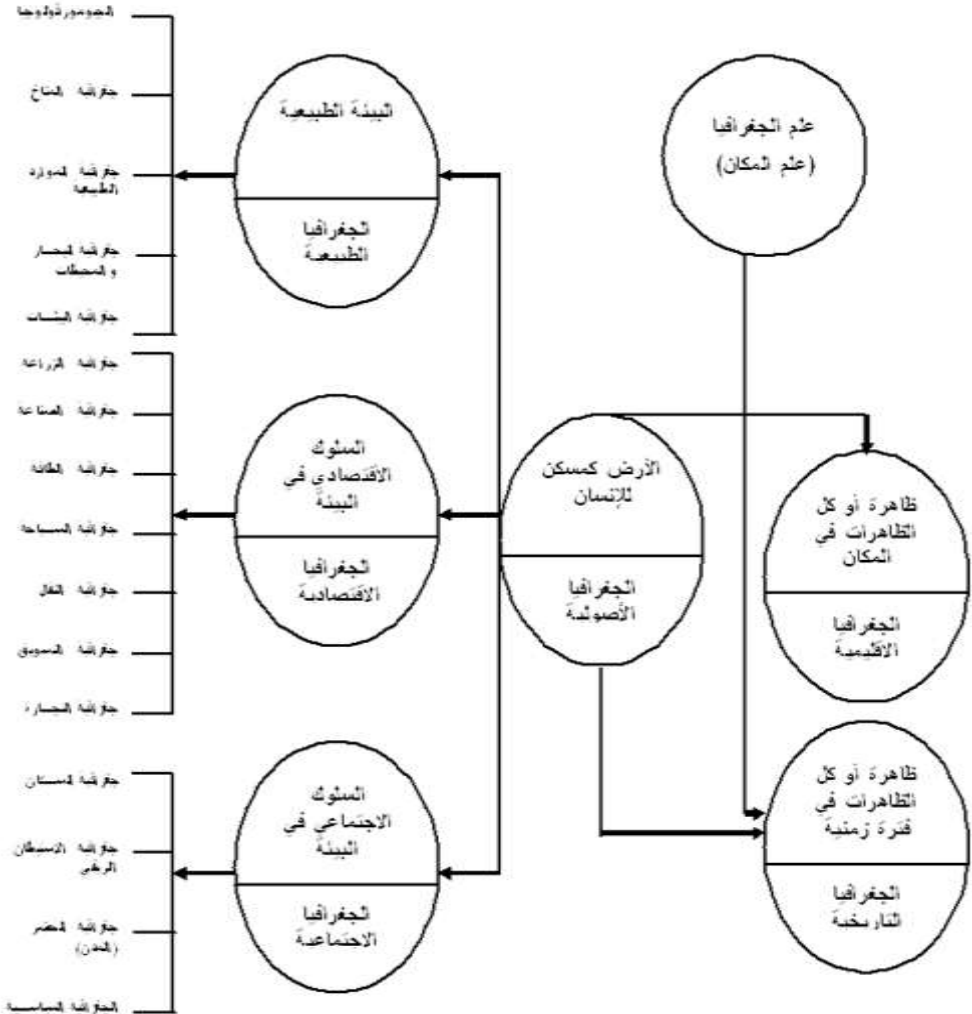 علم الجغرافيا
(علم المكان)
ظاهرة أو كل
الظاهرات في
المكان
الجغرافيا
الاقليمية
ظاهرة أو كل
الظاهرات في
فترة زمنية
الجغرافيا
التاريخية
الأرض كمسكن
للإنسان
الجغرافيا
الأصولية
البيئة الطبيعية
الجغرافيا
الطبيعية
السلوك
الاقتصادي في
البيئة
الجغرافيا
الاقتصادية
السلوك
الاجتماعي في
البيئة
الجغرافيا
الاجتماعية
الجيومورفولوجيا
جغرافية المناخ
جغرافية الموارد
الطبيعية
جغرافية البحار
والمحيطات
جغرافية
جغرافية الزراعة
جغرافية الصناعة
جغرافية الطاقة
جغرافية السياحة
جغرافية النقل
جغرافية التسويق
جغرافية التجارة
جغرافية السكان
جغرافية الاستيطان
الريفي
جغرافية الحضر
(المدن)
الجغرافية السياسية